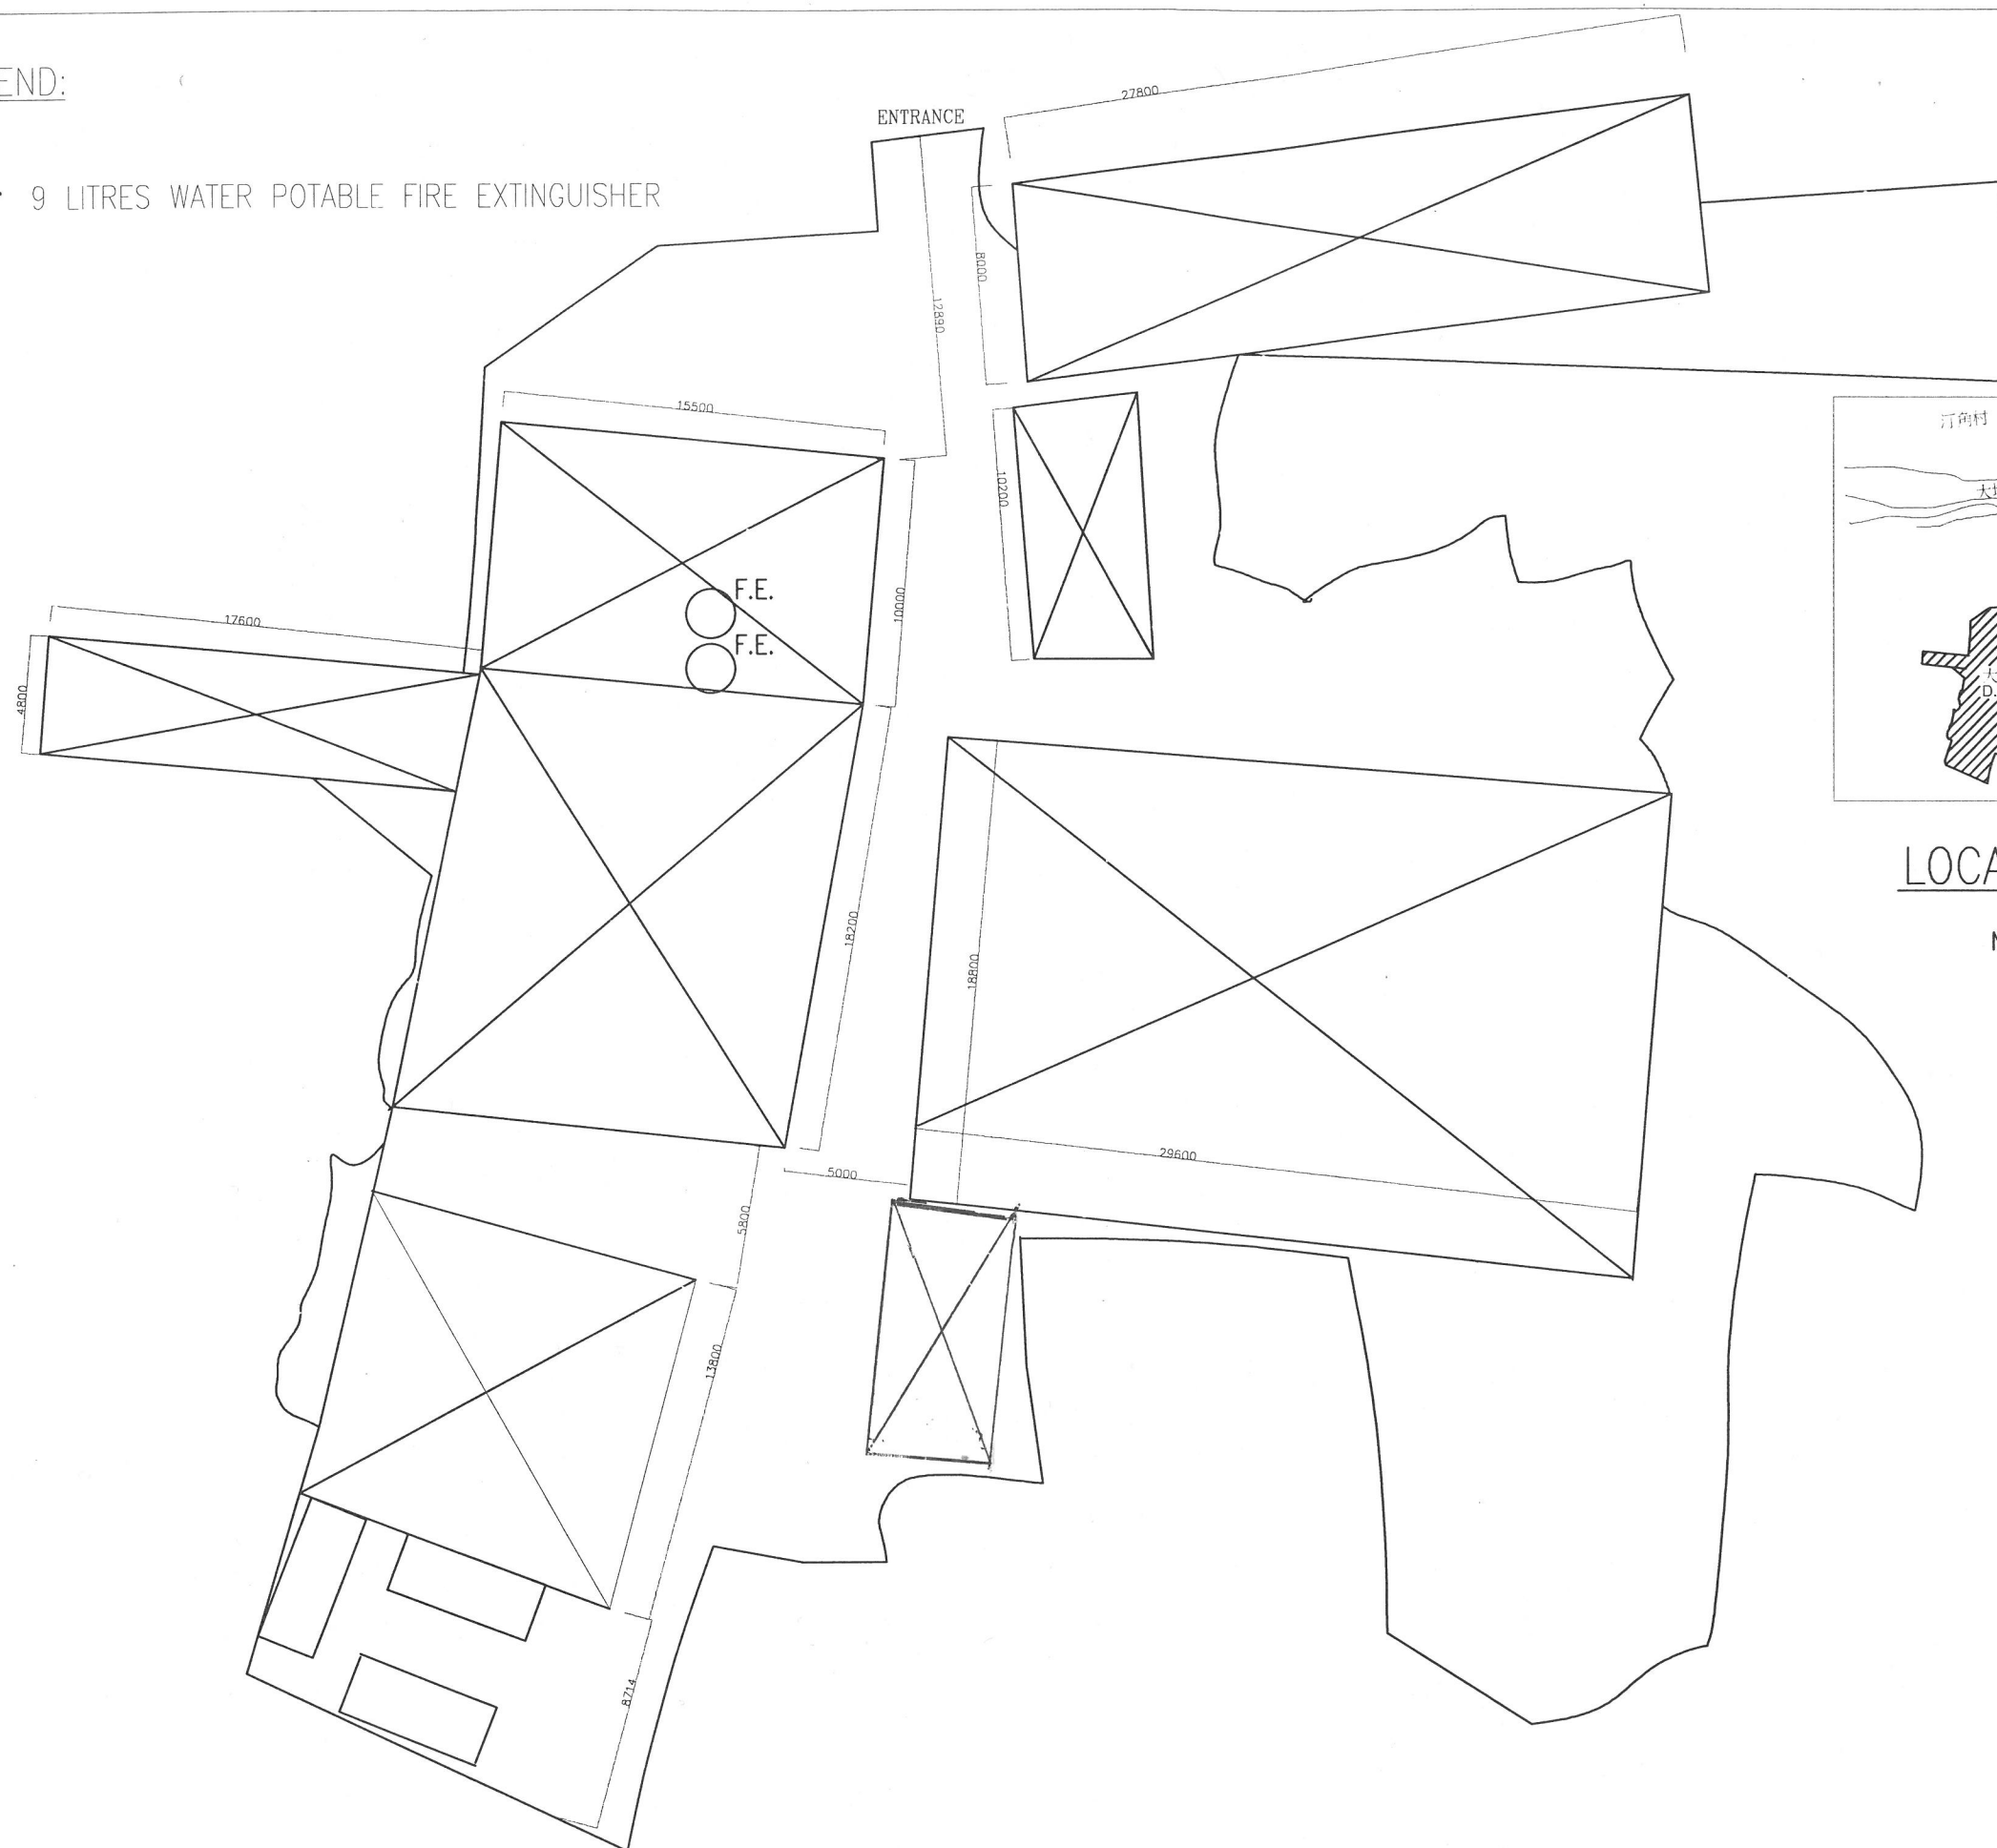 END:
27800
ENTRANCE
9 LITRES WATER POTABLE FIRE EXTINGUISHER
8000
12890
15500
汀角村
10200
F.E.
10000
17600
F.E.
4800
D.
LOCA
18200
18800
29600
5000
5800
13800
8714